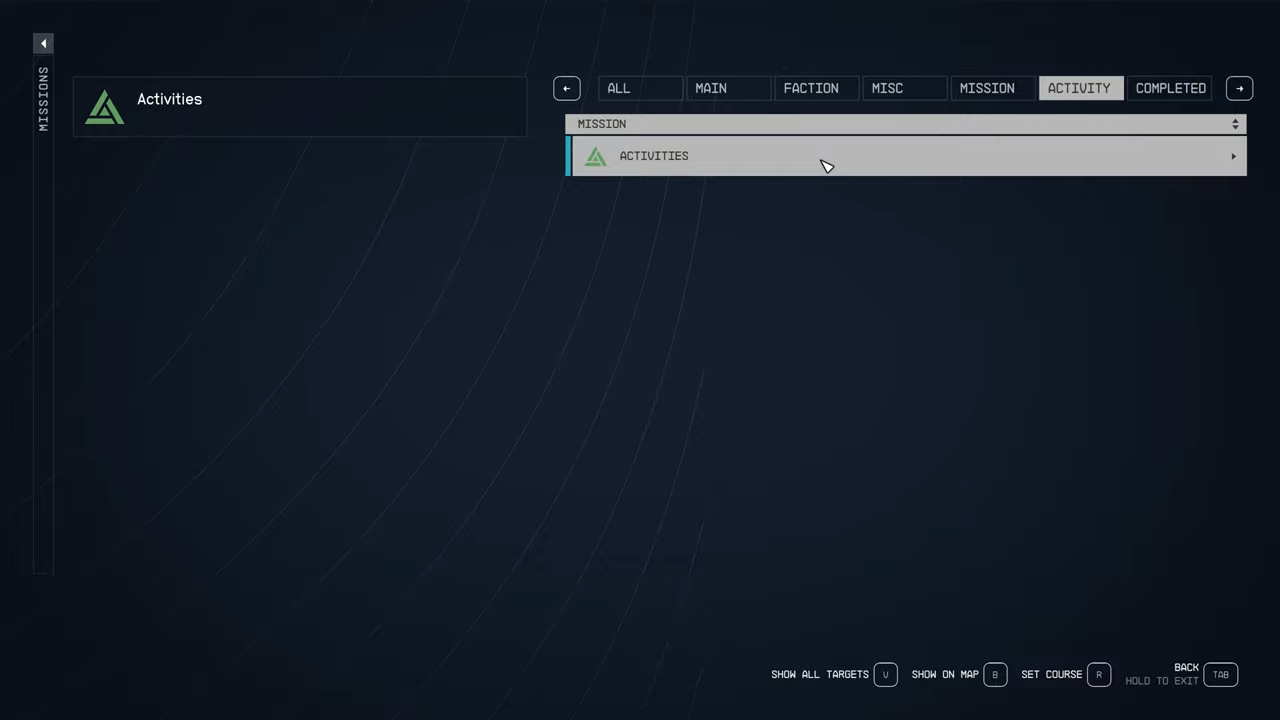 MISSIONS
Activities
ALL
MAIN
FACTION
MISC
MISSION
ACTIVITY
COMPLETED
MISSION
ACTIVITIES
SHOW ALL TARGETS V
SHOW ON MAP B
SET COURSE R
BACK
HOLD TO EXIT
TAB